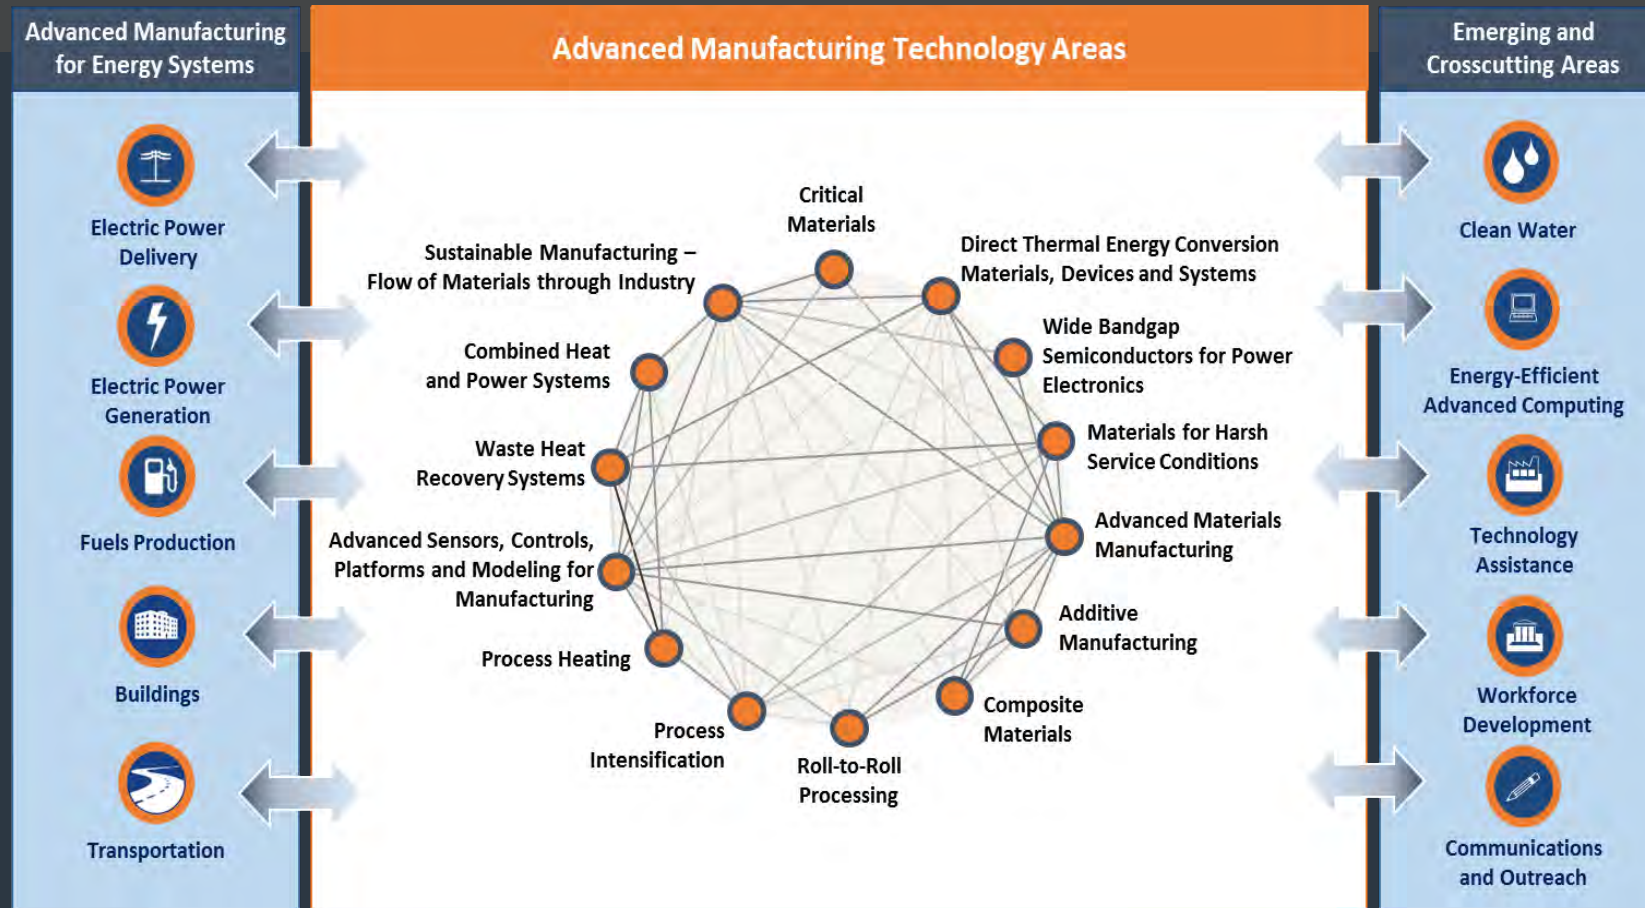 Advanced Manufacturing
for Energy Systems
Electric Power
Delivery
Electric Power
Generation
Fuels Production
Buildings
Transportation
Advanced Manufacturing Technology Areas
Critical
Materials
Direct Thermal Energy Conversion
Materials, Devices and Systems
Wide Bandgap
Semiconductors for Power
Electronics
Materials for Harsh
Service Conditions
Advanced Materials
Manufacturing
Additive
Manufacturing
Composite
Materials
Roll-to-Roll
Processing
Process
Intensification
Process Heating
Advanced Sensors, Controls,
Platforms and Modeling for
Manufacturing
Waste Heat
Recovery Systems
Combined Heat
and Power Systems
Sustainable Manufacturing –
Flow of Materials through Industry
Emerging and
Crosscutting Areas
Clean Water
Energy-Efficient
Advanced Computing
Technology
Assistance
Workforce
Development
Communications
and Outreach